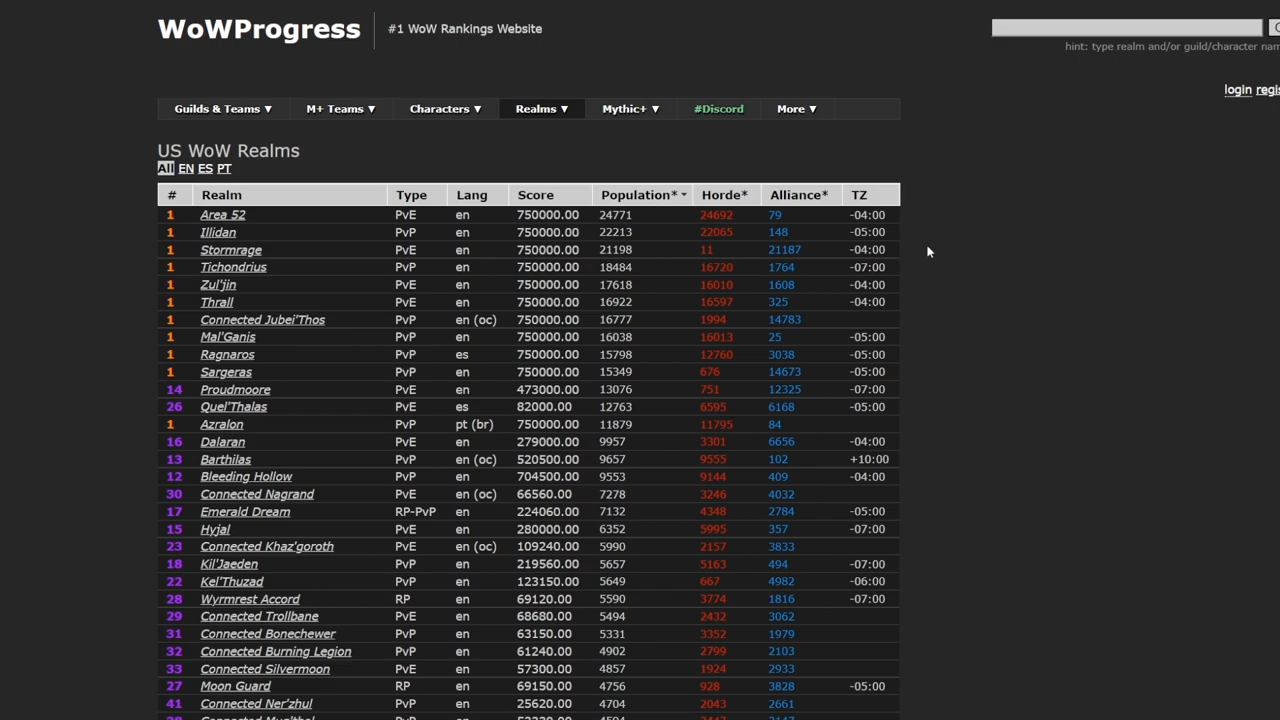 WoWProgress
#1 WoW Rankings Website
hint: type realm and/or guild/character
login regis
Guilds & Teams ▼ M+ Teams ▼ Characters ▼ Realms ▼ Mythic+ ▼ #Discord More ▼
US WoW Realms
All EN ES PT
# Realm Type Lang Score Population* Horde* Alliance* TZ
1 Area 52 PvE en 750000.00 24771 24692 79 -04:00
1 Illidan PvP en 750000.00 22213 22065 148 -05:00
1 Stormrage PvE en 750000.00 21198 11 21187 -04:00
1 Tichondrius PvP en 750000.00 18484 16720 1764 -07:00
1 Zul'jin PvE en 750000.00 17618 16010 1608 -04:00
1 Thrall PvE en 750000.00 16922 16597 325 -04:00
1 Connected Jubei'Thos PvP en (oc) 750000.00 16777 1994 14783
1 Mal'Ganis PvP en 750000.00 16038 16013 25 -05:00
1 Ragnaros PvP es 750000.00 15798 12760 3038 -05:00
1 Sargeras PvP en 750000.00 15349 676 14673 -05:00
14 Proudmoore PvE en 473000.00 13076 751 12325 -07:00
26 Quel'Thalas PvE es 82000.00 12763 6595 6168 -05:00
1 Azralon PvP pt (br) 750000.00 11879 11795 84
16 Dalaran PvE en 279000.00 9957 3301 6656 -04:00
13 Barthilas PvP en (oc) 520500.00 9657 9555 102 +10:00
12 Bleeding Hollow PvP en 704500.00 9553 9144 409 -04:00
30 Connected Nagrand PvE en (oc) 66560.00 7278 3246 4032
17 Emerald Dream RP-PvP en 224060.00 7132 4348 2784 -05:00
15 Hyjal PvE en 280000.00 6352 5995 357 -07:00
23 Connected Khaz'goroth PvE en (oc) 109240.00 5990 2157 3833
18 Kil'Jaeden PvP en 219560.00 5657 5163 494 -07:00
22 Kel'Thuzad PvP en 123150.00 5649 667 4982 -06:00
28 Wyrmrest Accord RP en 69120.00 5590 3774 1816 -07:00
29 Connected Trollbane PvE en 68680.00 5494 2432 3062
31 Connected Bonechewer PvP en 63150.00 5331 3352 1979
32 Connected Burning Legion PvP en 61240.00 4902 2799 2103
33 Connected Silvermoon PvE en 57300.00 4857 1924 2933
27 Moon Guard RP en 69150.00 4756 928 3828 -05:00
41 Connected Ner'zhul PvP en 25620.00 4704 2043 2661